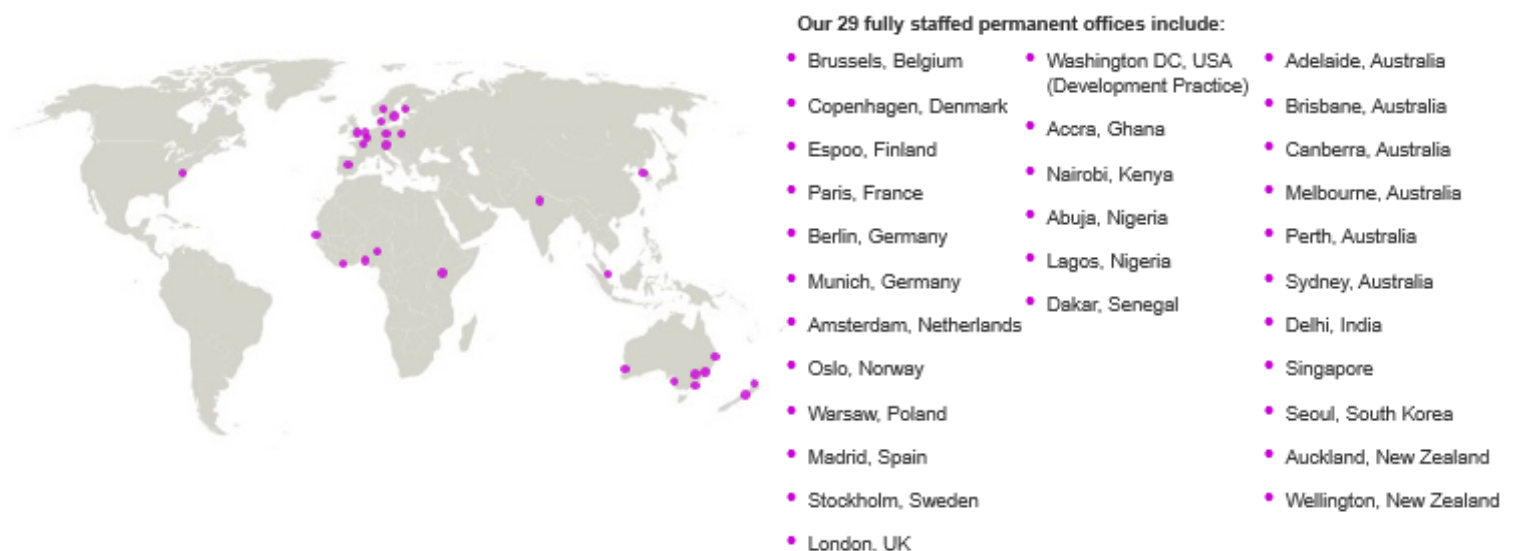 Our 29 fully staffed permanent offices include:
Brussels, Belgium
Copenhagen, Denmark
Espoo, Finland
Paris, France
Berlin, Germany
Munich, Germany
Amsterdam, Netherlands
Oslo, Norway
Warsaw, Poland
Madrid, Spain
Stockholm, Sweden
London, UK
Washington DC, USA
(Development Practice)
Accra, Ghana
Nairobi, Kenya
Abuja, Nigeria
Lagos, Nigeria
Dakar, Senegal
Adelaide, Australia
Brisbane, Australia
Canberra, Australia
Melbourne, Australia
Perth, Australia
Sydney, Australia
Delhi, India
Singapore
Seoul, South Korea
Auckland, New Zealand
Wellington, New Zealand